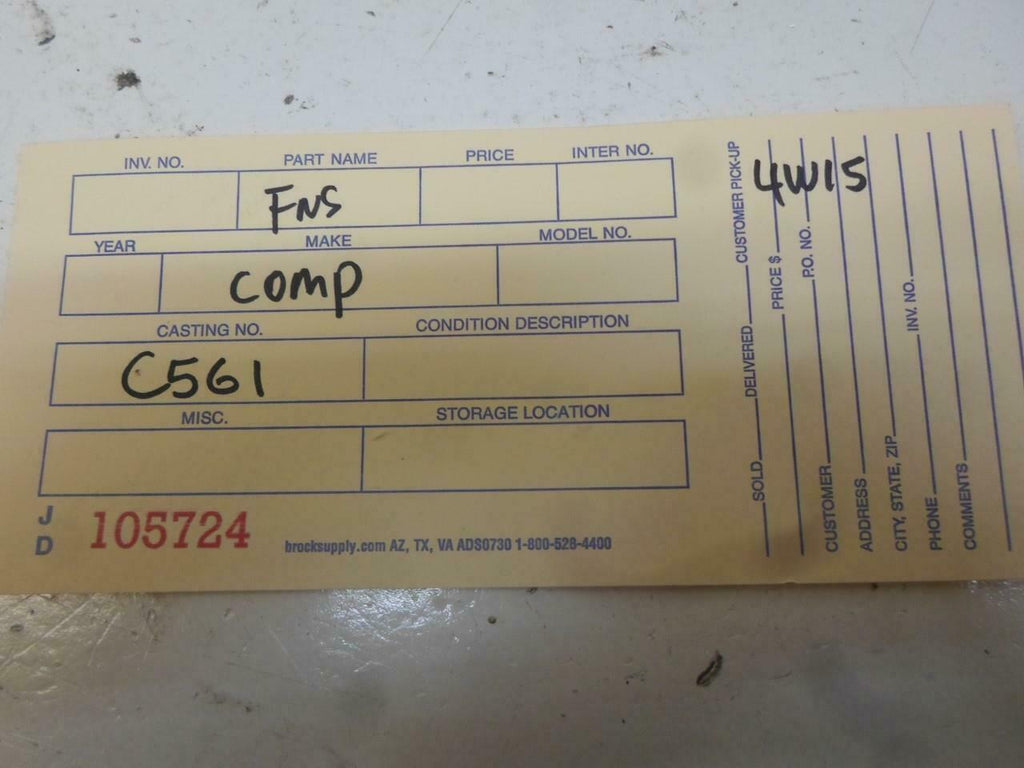 INV. NO. PART NAME PRICE INTER NO.
FNS
YEAR MAKE MODEL NO.
COMP
CASTING NO. CONDITION DESCRIPTION
C561
MISC. STORAGE LOCATION
J
D
105724
brocksupply.com AZ, TX, VA ADS0730 1-800-528-4400
4W15
SOLD DELIVERED CUSTOMER PICK-UP
PRICE $
P.O. NO.
CUSTOMER
ADDRESS
CITY, STATE, ZIP
PHONE INV. NO.
COMMENTS